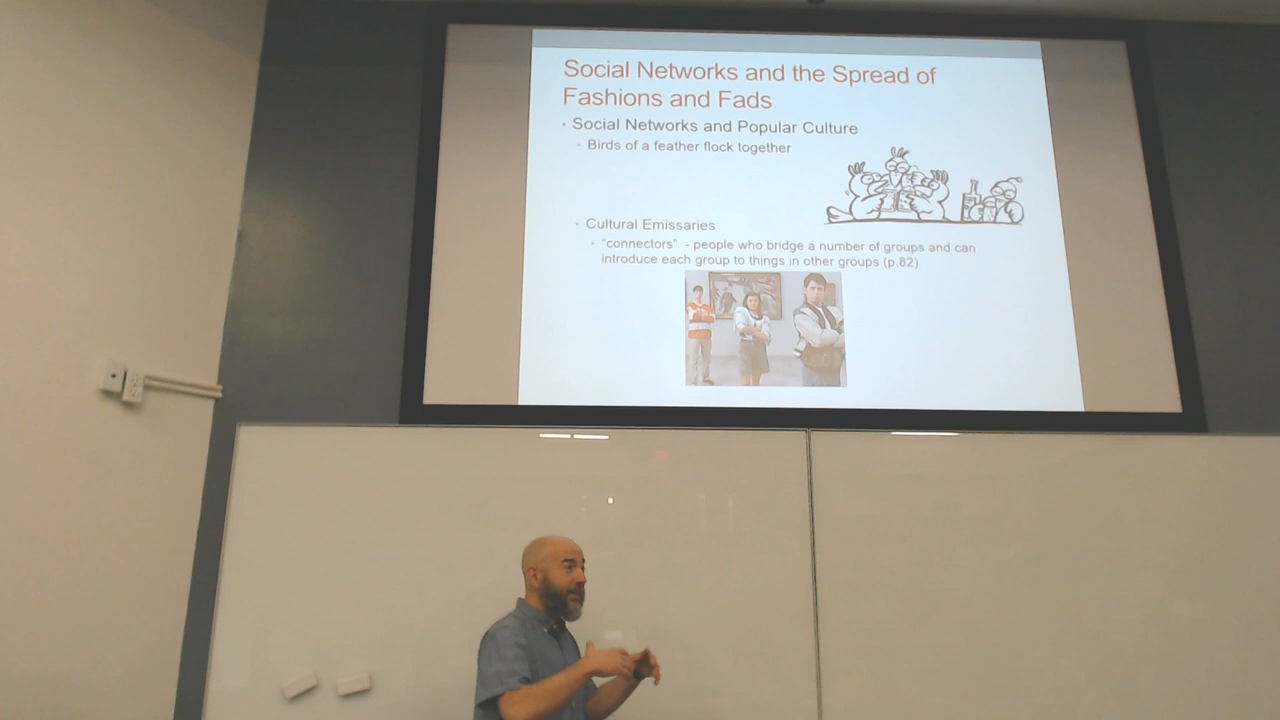 Social Networks and the Spread of
Fashions and Fads
• Social Networks and Popular Culture
• Birds of a feather flock together
• Cultural Emissaries
• "connectors" - people who bridge a number of groups and can
introduce each group to things in other groups (p.82)